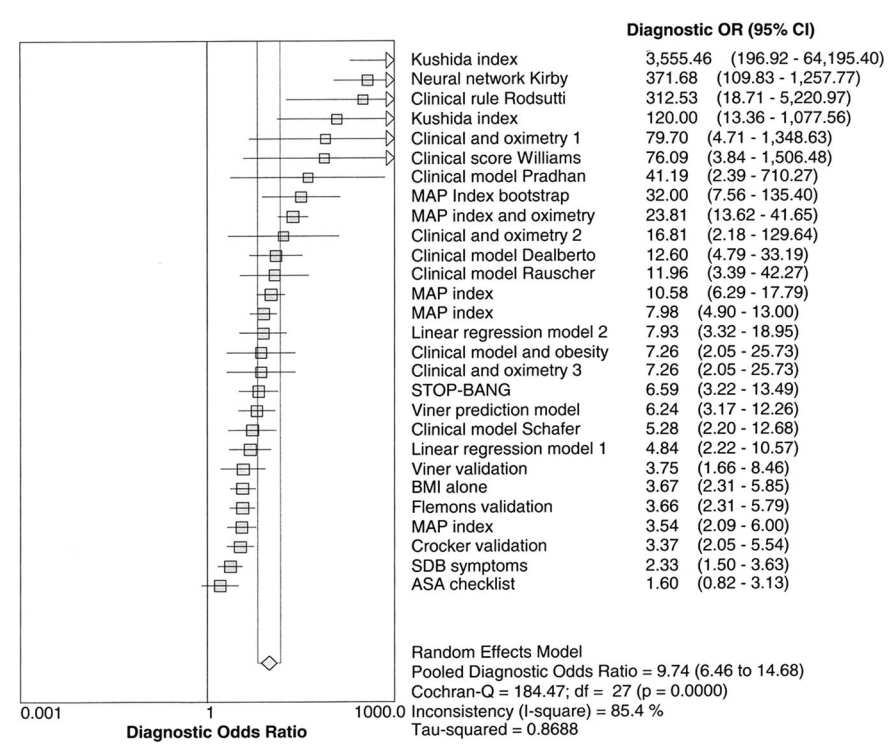 Diagnostic OR (95% CI)
Kushida index 3,555.46 (196.92 - 64,195.40)
Neural network Kirby 371.68 (109.83 - 1,257.77)
Clinical rule Rodsutti 312.53 (18.71 - 5,220.97)
Kushida index 120.00 (13.36 - 1,077.56)
Clinical and oximetry 1 79.70 (4.71 - 1,348.63)
Clinical score Williams 76.09 (3.84 - 1,506.48)
Clinical model Pradhan 41.19 (2.39 - 710.27)
MAP Index bootstrap 32.00 (7.56 - 135.40)
MAP index and oximetry 23.81 (13.62 - 41.65)
Clinical and oximetry 2 16.81 (2.18 - 129.64)
Clinical model Dealberto 12.60 (4.79 - 33.19)
Clinical model Rauscher 11.96 (3.39 - 42.27)
MAP index 10.58 (6.29 - 17.79)
MAP index 7.98 (4.90 - 13.00)
Linear regression model 2 7.93 (3.32 - 18.95)
Clinical model and obesity 7.26 (2.05 - 25.73)
Clinical and oximetry 3 7.26 (2.05 - 25.73)
STOP-BANG 6.59 (3.22 - 13.49)
Viner prediction model 6.24 (3.17 - 12.26)
Clinical model Schafer 5.28 (2.20 - 12.68)
Linear regression model 1 4.84 (2.22 - 10.57)
Viner validation 3.75 (1.66 - 8.46)
BMI alone 3.67 (2.31 - 5.85)
Flemons validation 3.66 (2.31 - 5.79)
MAP index 3.54 (2.09 - 6.00)
Crocker validation 3.37 (2.05 - 5.54)
SDB symptoms 2.33 (1.50 - 3.63)
ASA checklist 1.60 (0.82 - 3.13)
Random Effects Model
Pooled Diagnostic Odds Ratio = 9.74 (6.46 to 14.68)
Cochran-Q = 184.47; df = 27 (p = 0.0000)
0.001 1 1000.0 Inconsistency (I-square) = 85.4 %
Diagnostic Odds Ratio Tau-squared = 0.8688